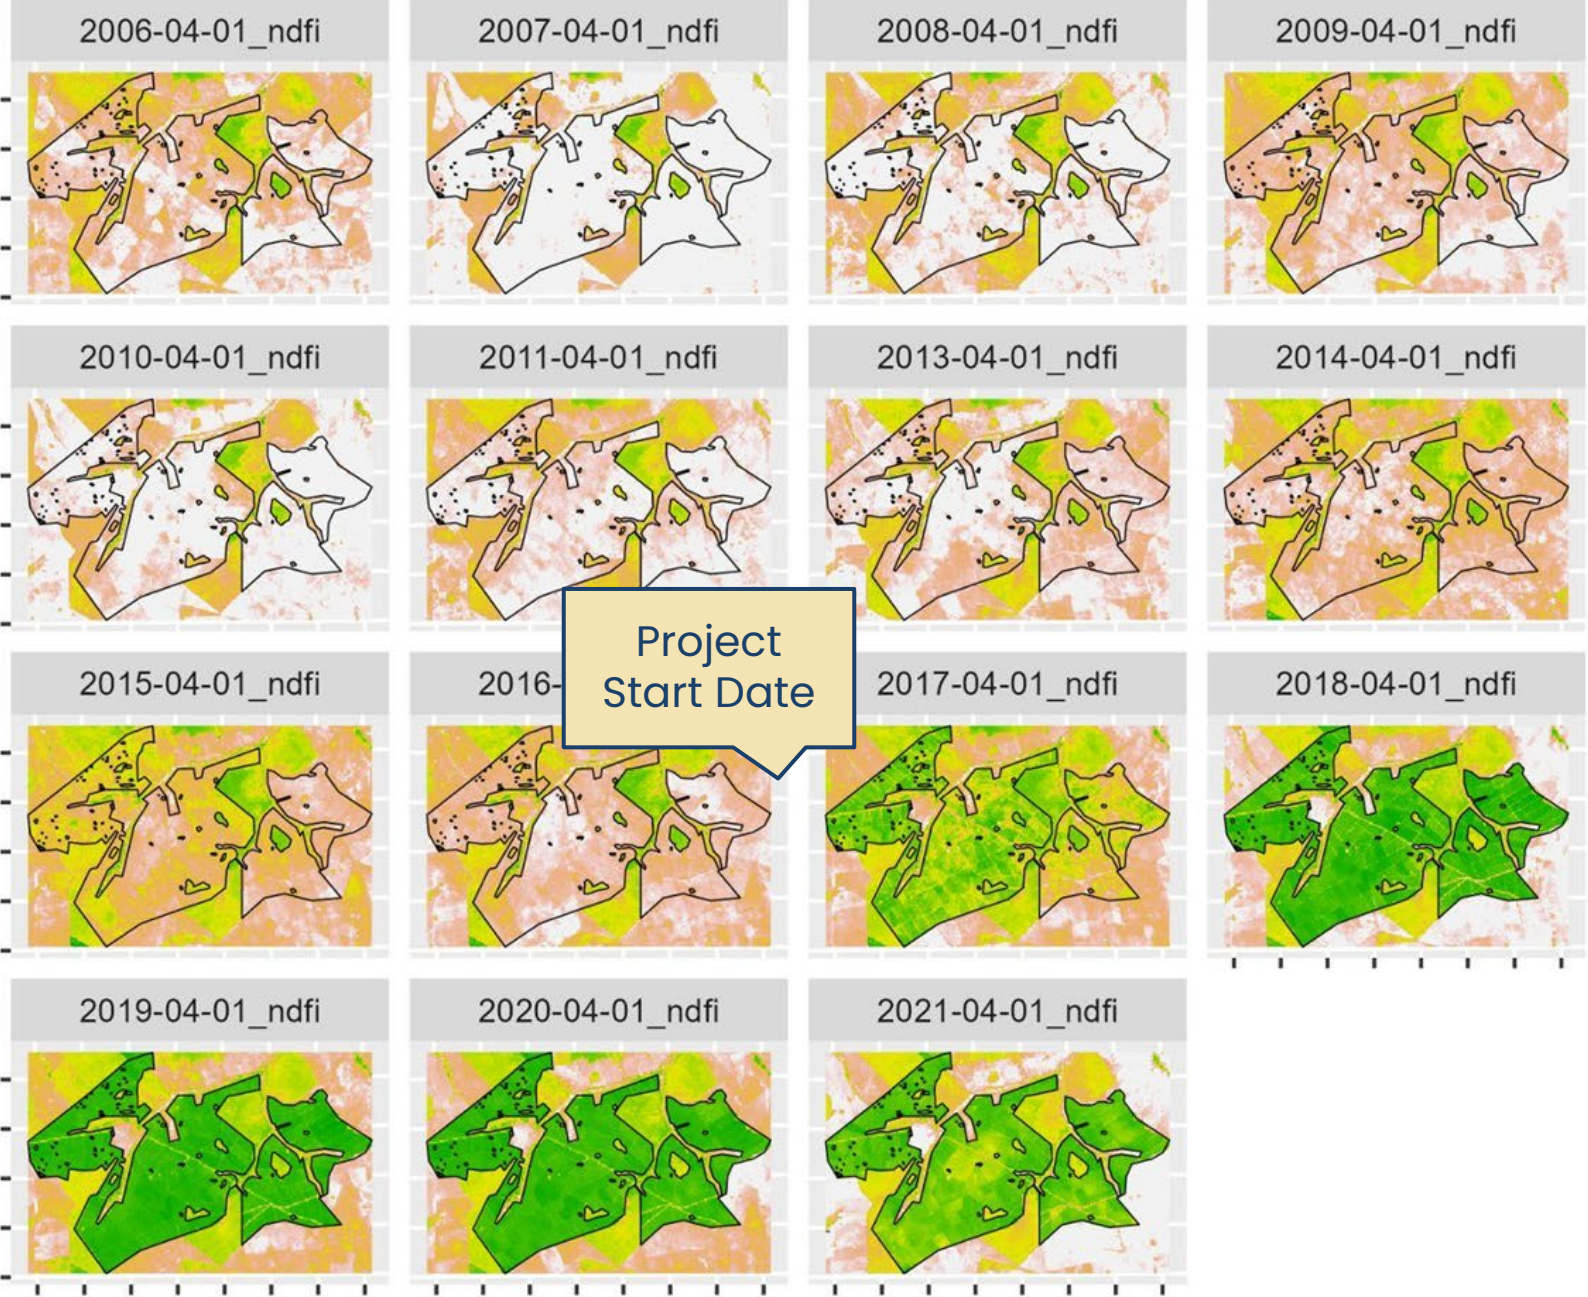 2006-04-01_ndfi
2007-04-01_ndfi
2008-04-01_ndfi
2009-04-01_ndfi
2010-04-01_ndfi
2011-04-01_ndfi
2013-04-01_ndfi
2014-04-01_ndfi
2015-04-01_ndfi
2016-
Project
Start Date
2017-04-01_ndfi
2018-04-01_ndfi
2019-04-01_ndfi
2020-04-01_ndfi
2021-04-01_ndfi